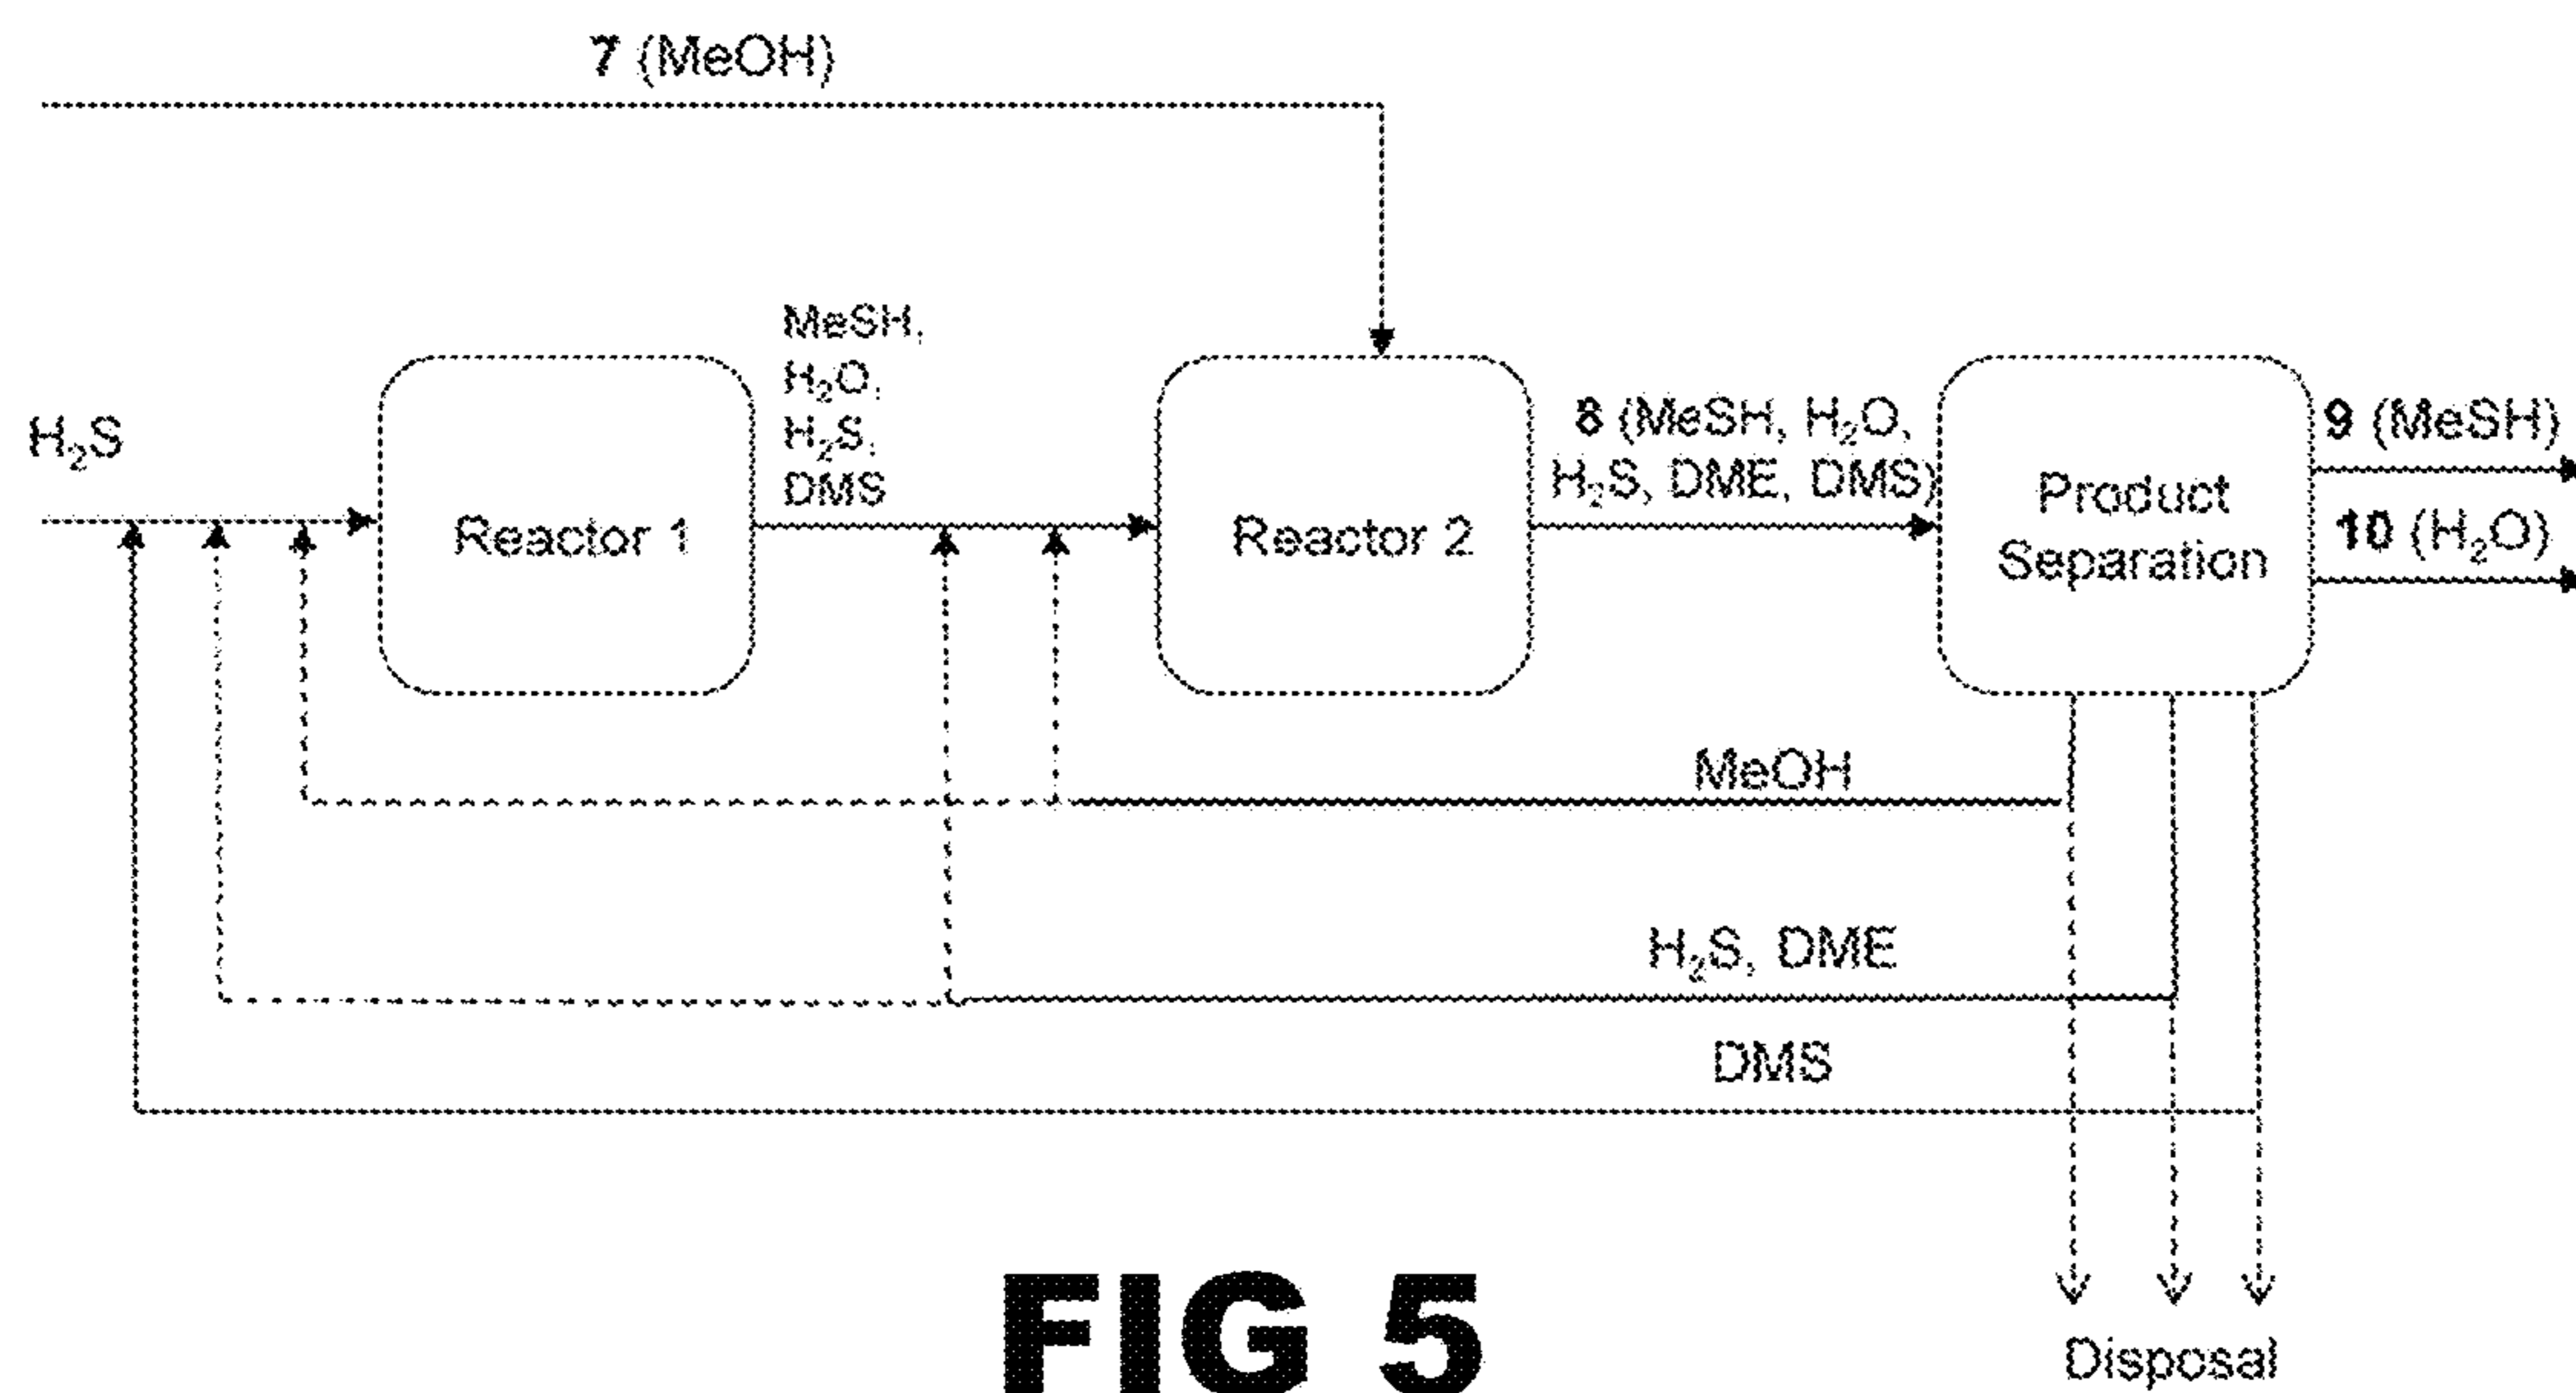 7 (MeOH)
MeSH,
H₂O,
H₂S,
DMS
H₂S
Reactor 1
Reactor 2
8 (MeSH, H₂O,
H₂S, DME, DMS)
Product
Separation
9 (MeSH)
10 (H₂O)
MeOH
H₂S, DME
DMS
Disposal
FIG 5